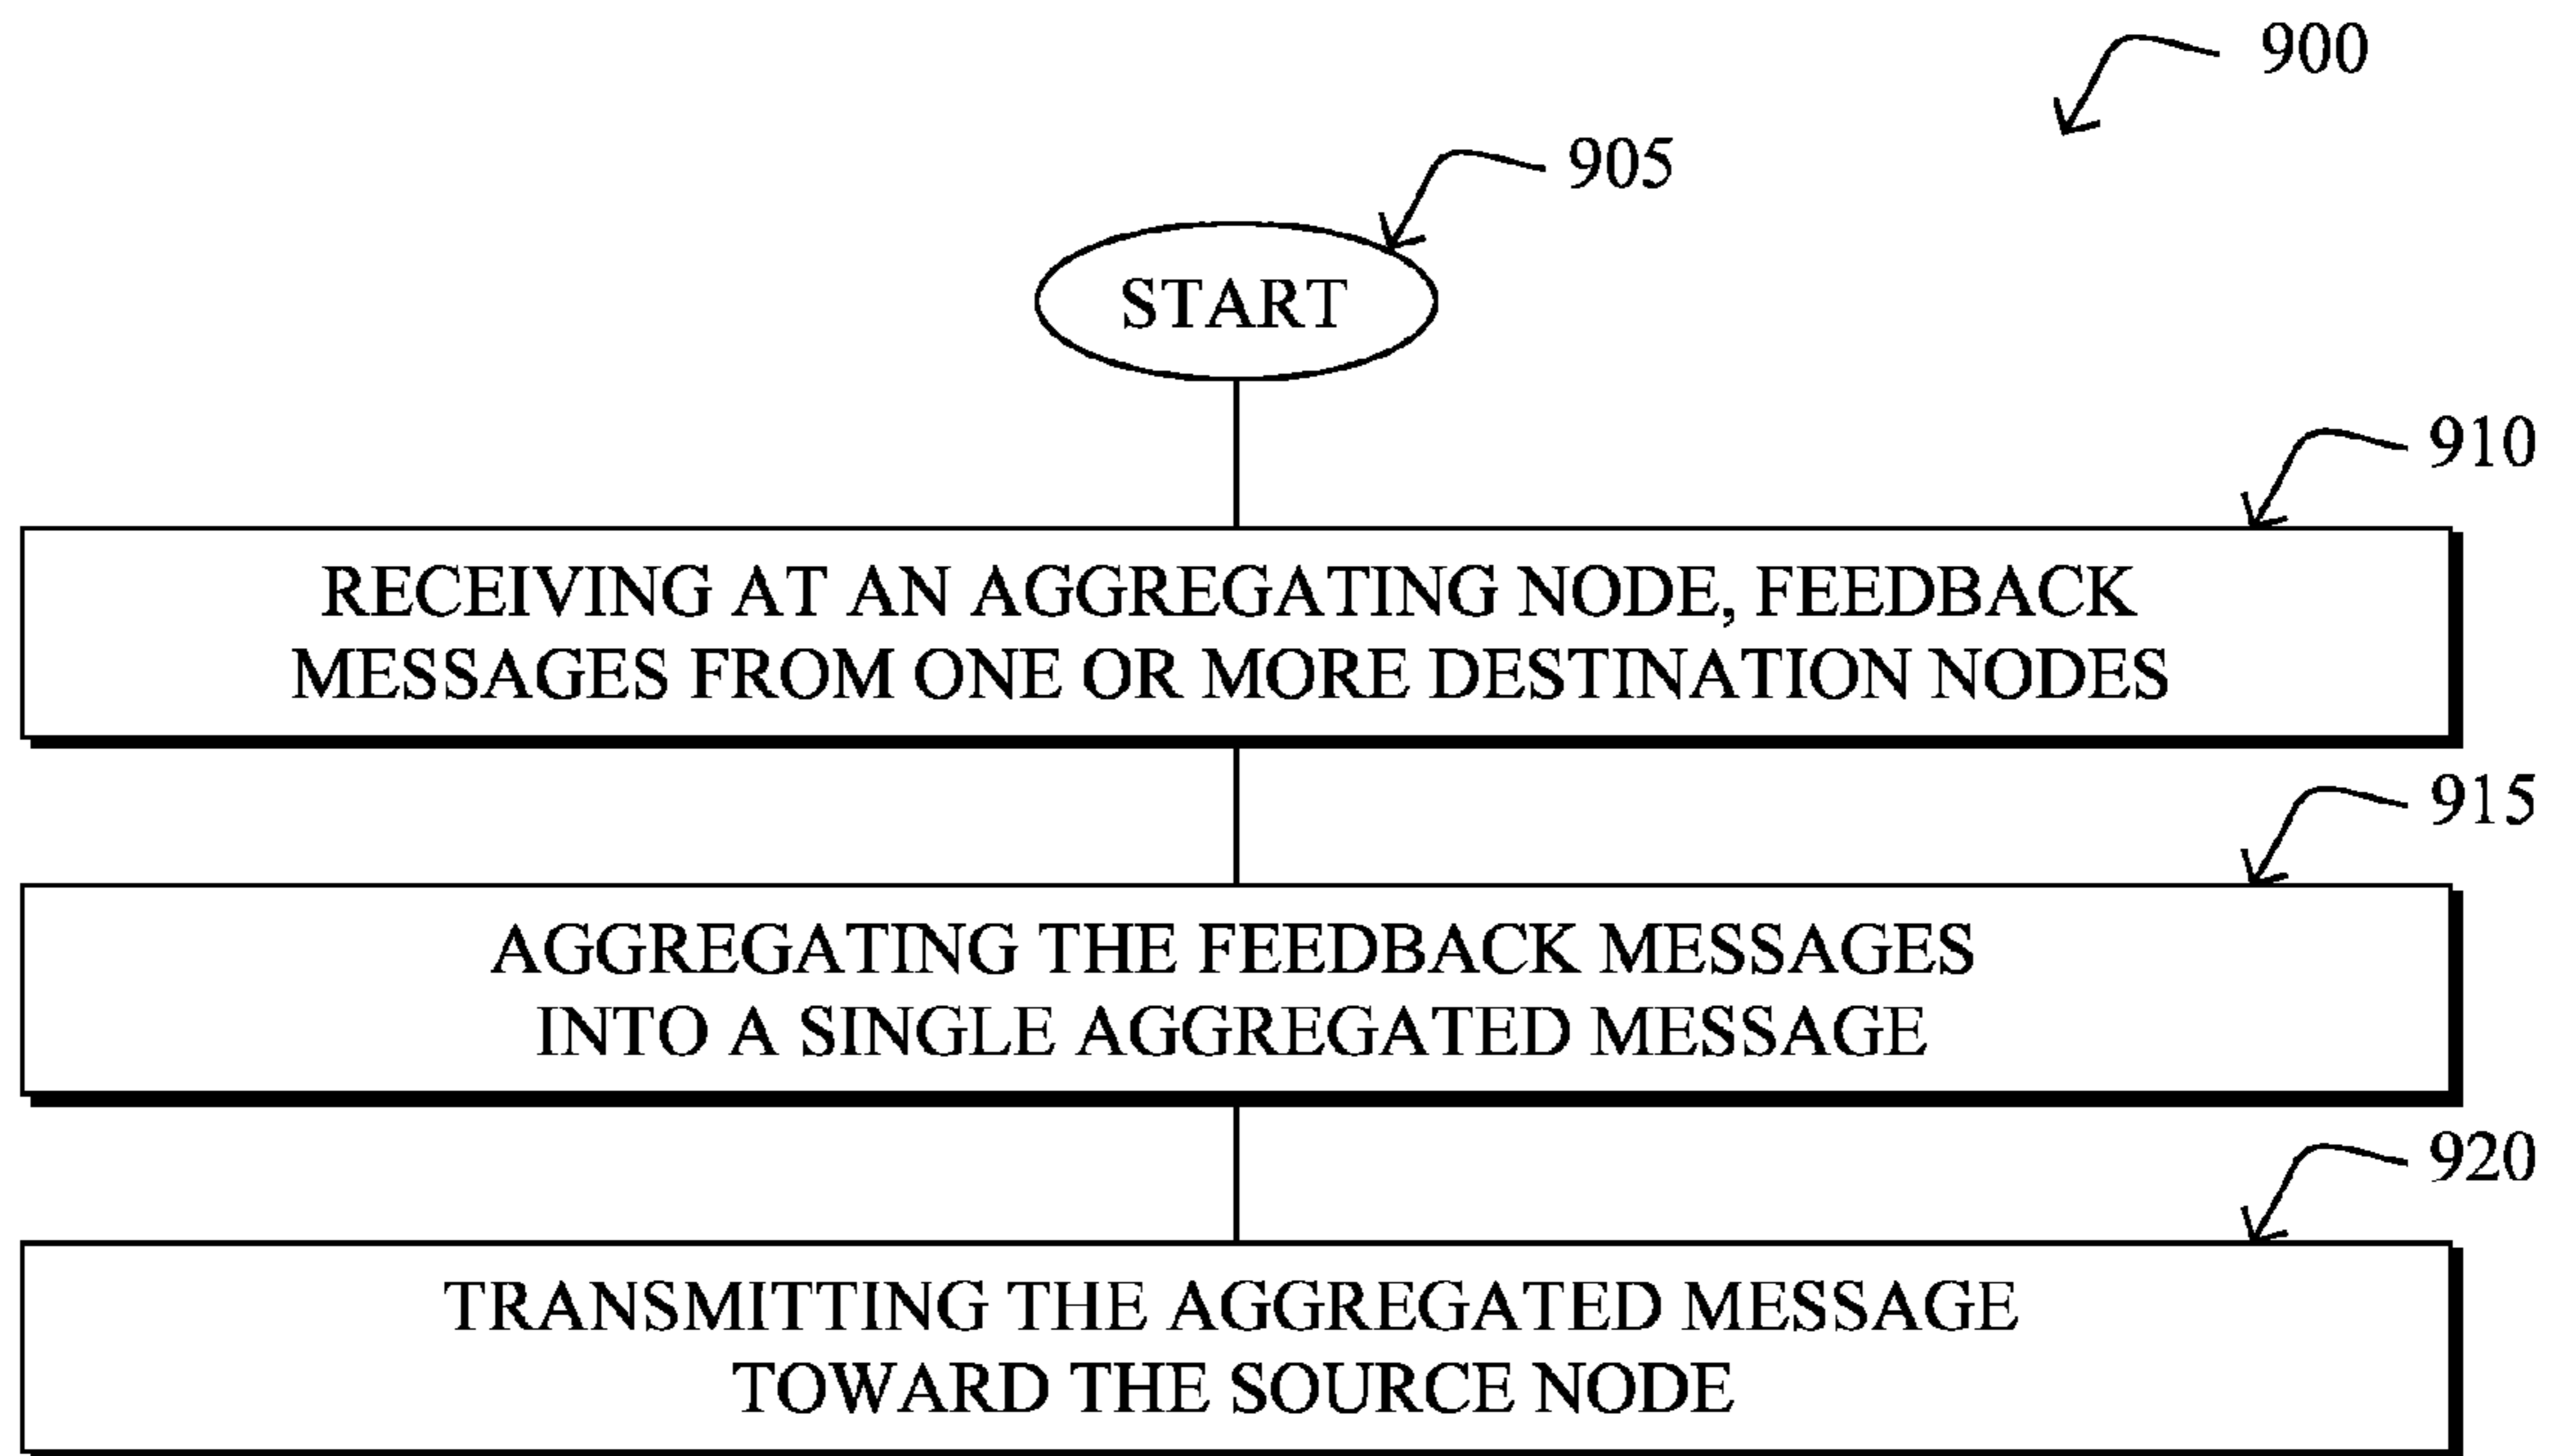 900
905
START
910
RECEIVING AT AN AGGREGATING NODE, FEEDBACK
MESSAGES FROM ONE OR MORE DESTINATION NODES
915
AGGREGATING THE FEEDBACK MESSAGES
INTO A SINGLE AGGREGATED MESSAGE
920
TRANSMITTING THE AGGREGATED MESSAGE
TOWARD THE SOURCE NODE